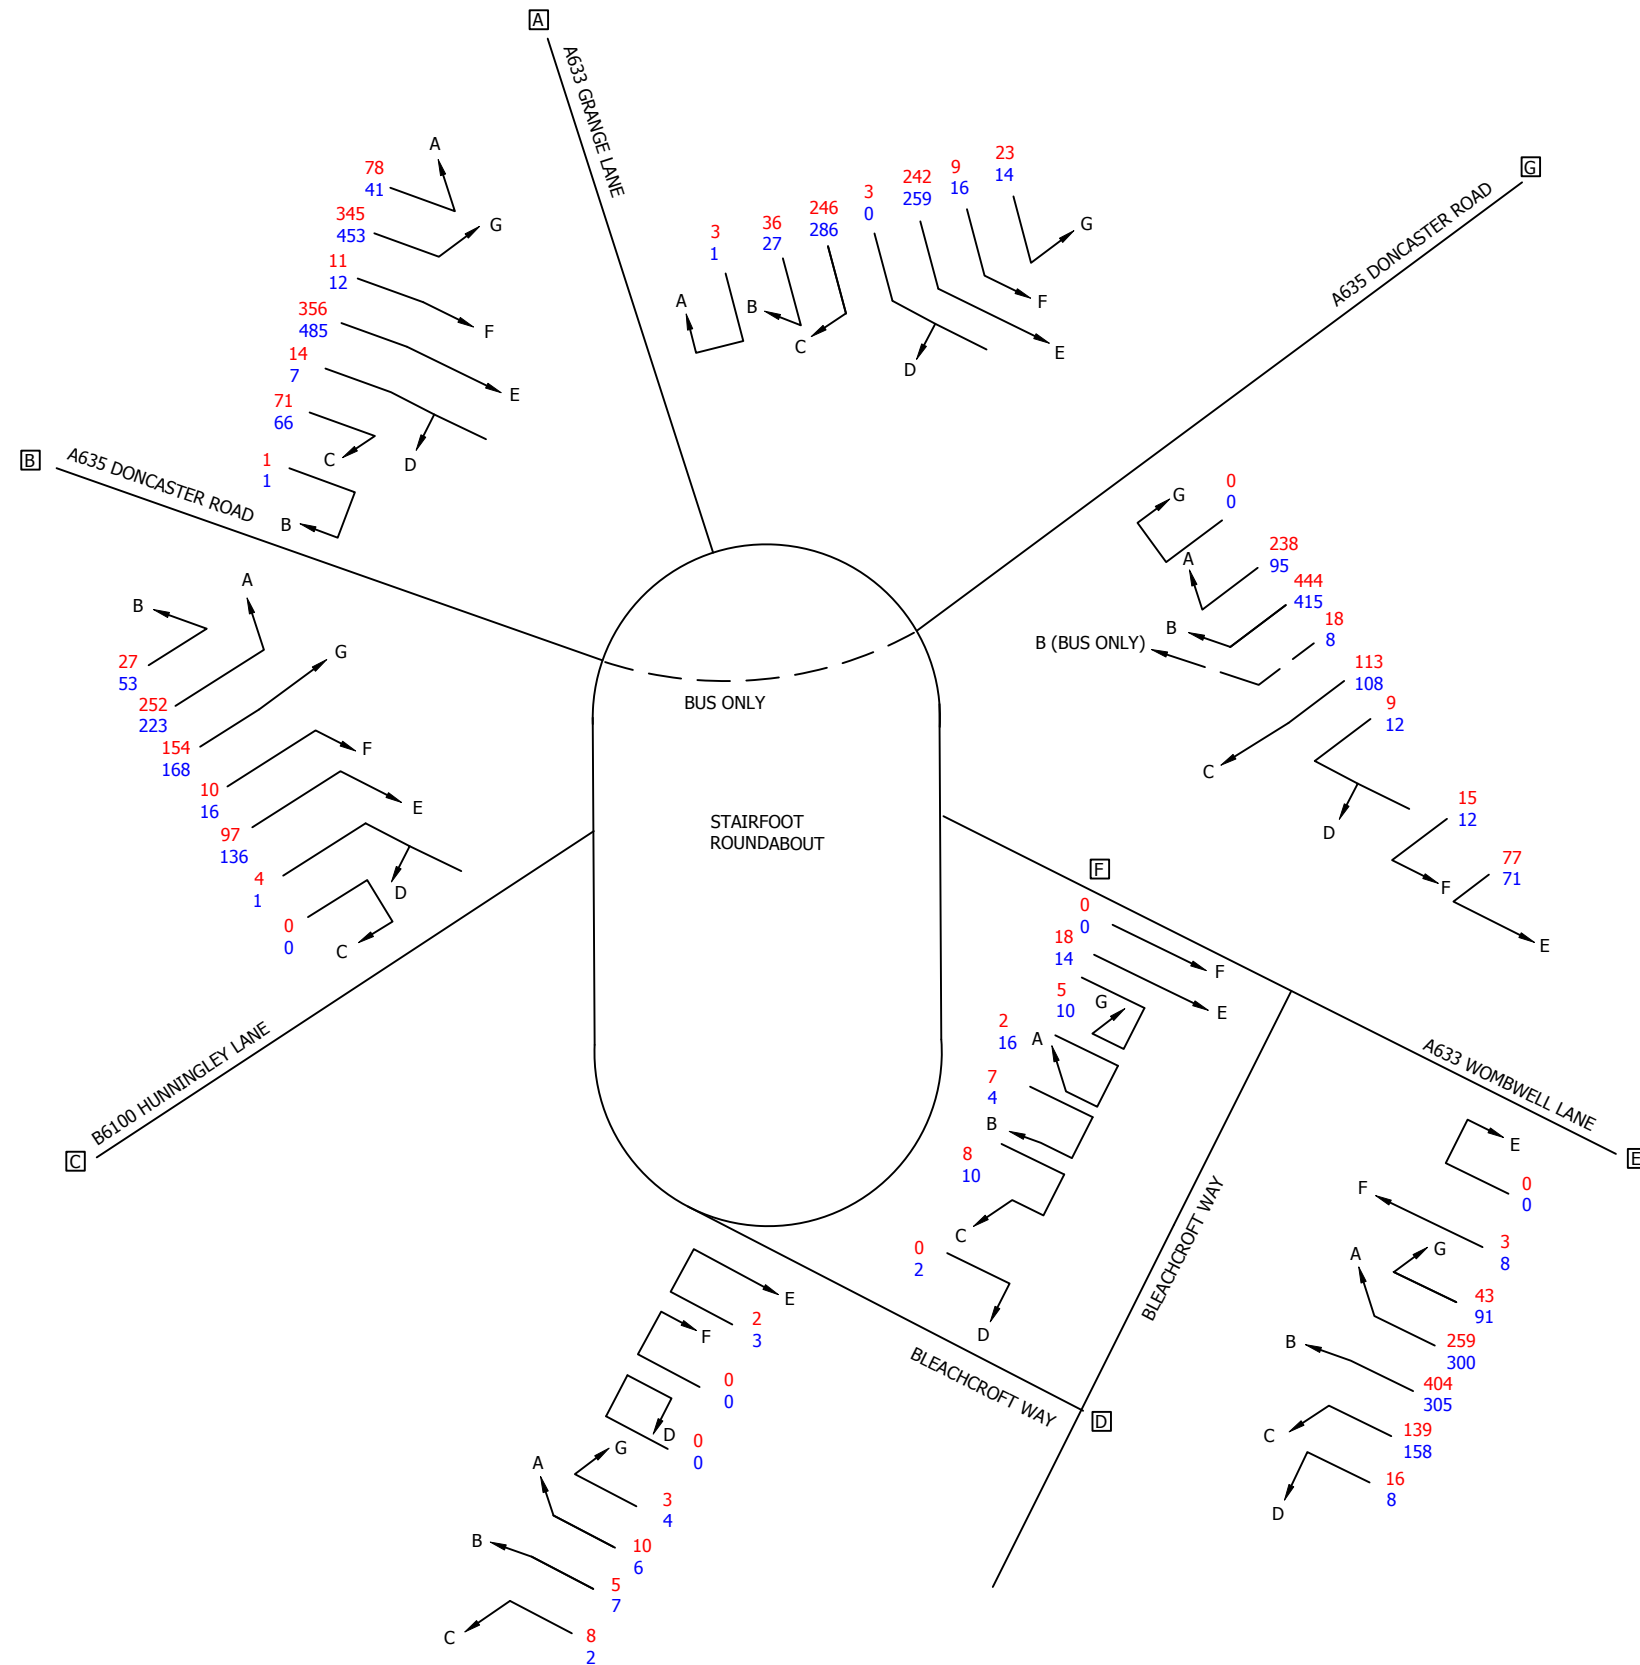 A
A633 GRANGE LANE
G
A635 DONCASTER ROAD
B
A635 DONCASTER ROAD
C
B6100 HUNNINGLEY LANE
BUS ONLY
STAIRFOOT
ROUNDABOUT
F
A633 WOMBWELL LANE
E
BLEACHCROFT WAY
BLEACHCROFT WAY
D
78
41
A
345
453
G
11
12
F
356
485
E
14
7
D
71
66
C
1
1
B
3
1
A
36
27
B
246
286
C
3
0
D
242
259
E
9
16
F
23
14
G
0
0
G
238
95
A
444
415
B
18
8
B (BUS ONLY)
113
108
C
9
12
D
15
12
F
77
71
E
27
53
B
252
223
A
154
168
G
10
16
F
97
136
E
4
1
D
0
0
C
0
0
F
18
14
E
5
10
G
2
16
A
7
4
B
8
10
C
0
2
D
0
0
E
3
8
F
43
91
G
259
300
A
404
305
B
139
158
C
16
8
D
2
3
E
0
0
F
0
0
D
3
4
G
10
6
A
5
7
B
8
2
C